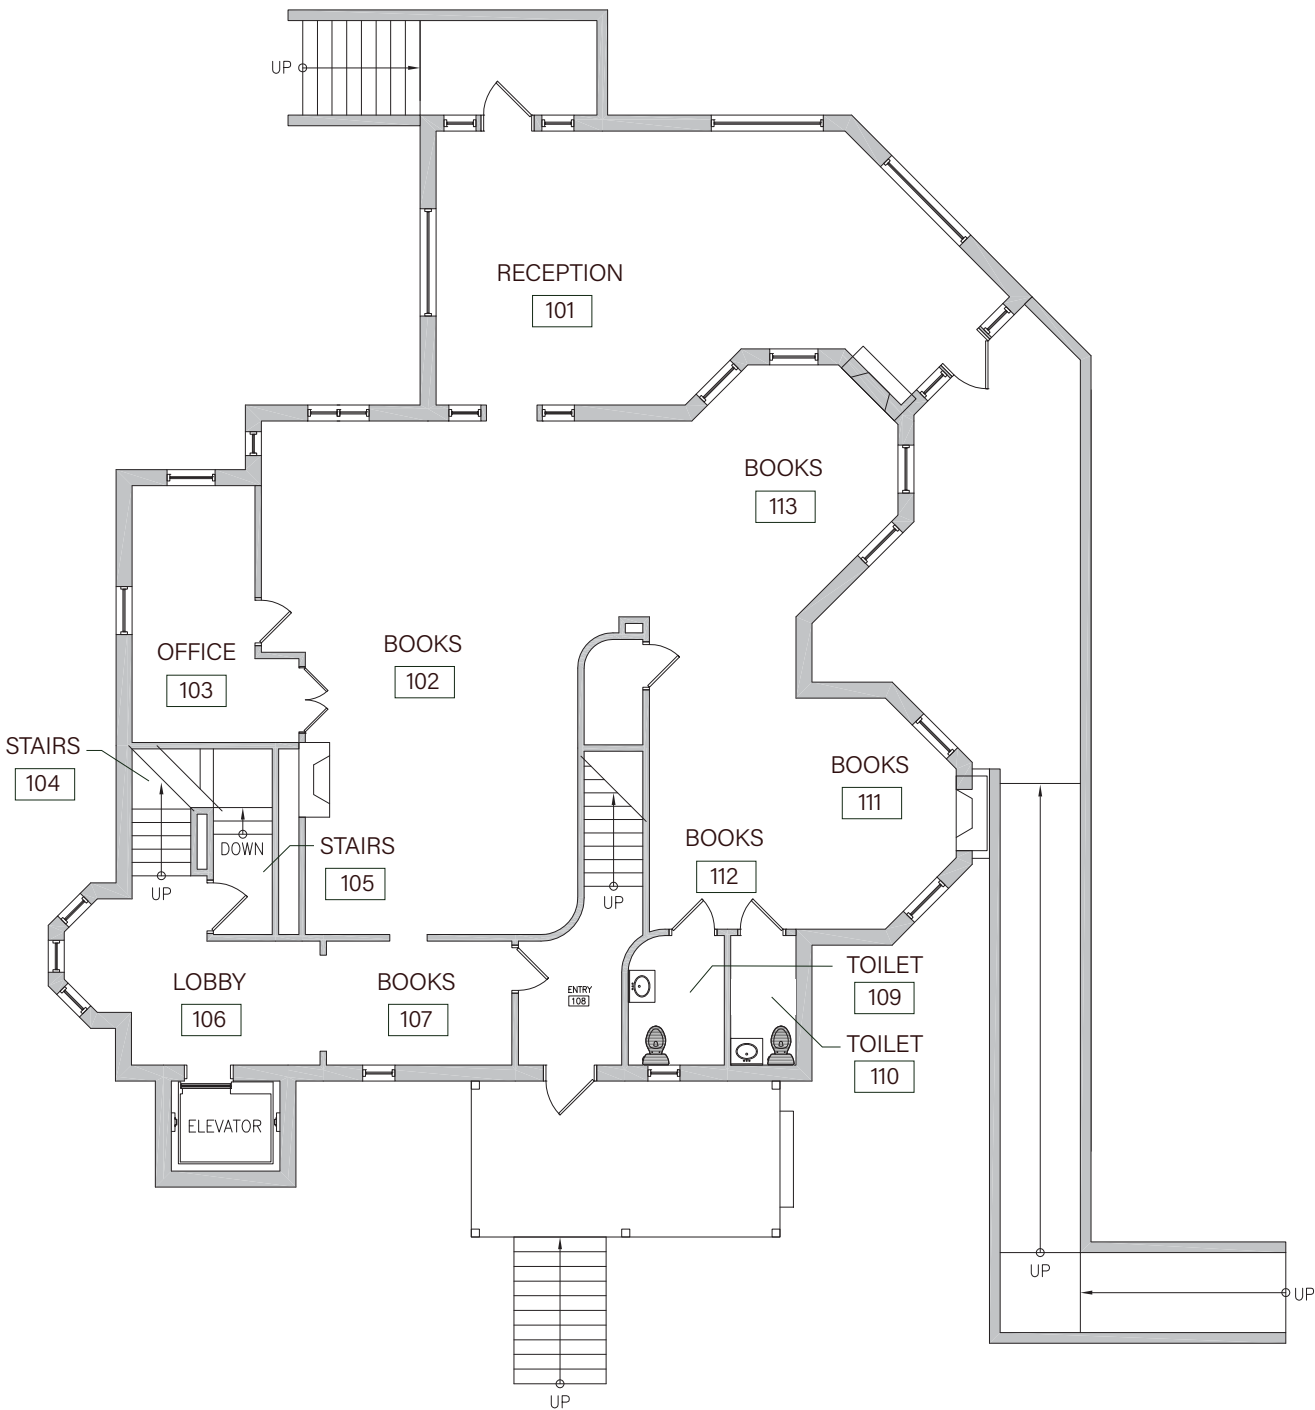 UP
RECEPTION
101
BOOKS
113
BOOKS
102
OFFICE
103
STAIRS
104
BOOKS
111
DOWN
STAIRS
105
BOOKS
112
UP
UP
LOBBY
106
BOOKS
107
ENTRY
108
TOILET
109
TOILET
110
ELEVATOR
UP
UP
UP